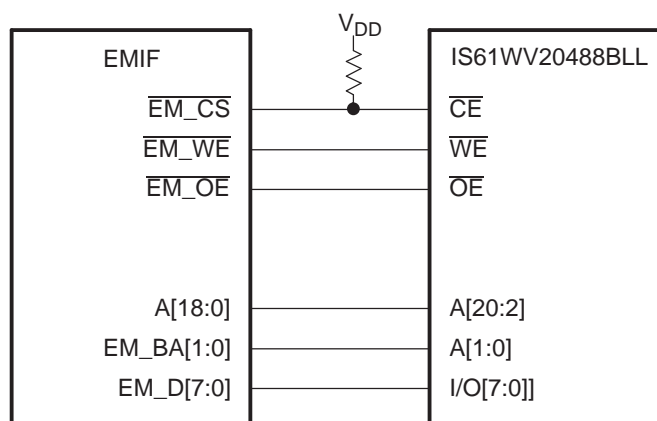 VDD
EMIF
IS61WV20488BLL
EM_CS
CE
EM_WE
WE
EM_OE
OE
A[18:0]
A[20:2]
EM_BA[1:0]
A[1:0]
EM_D[7:0]
I/O[7:0]]